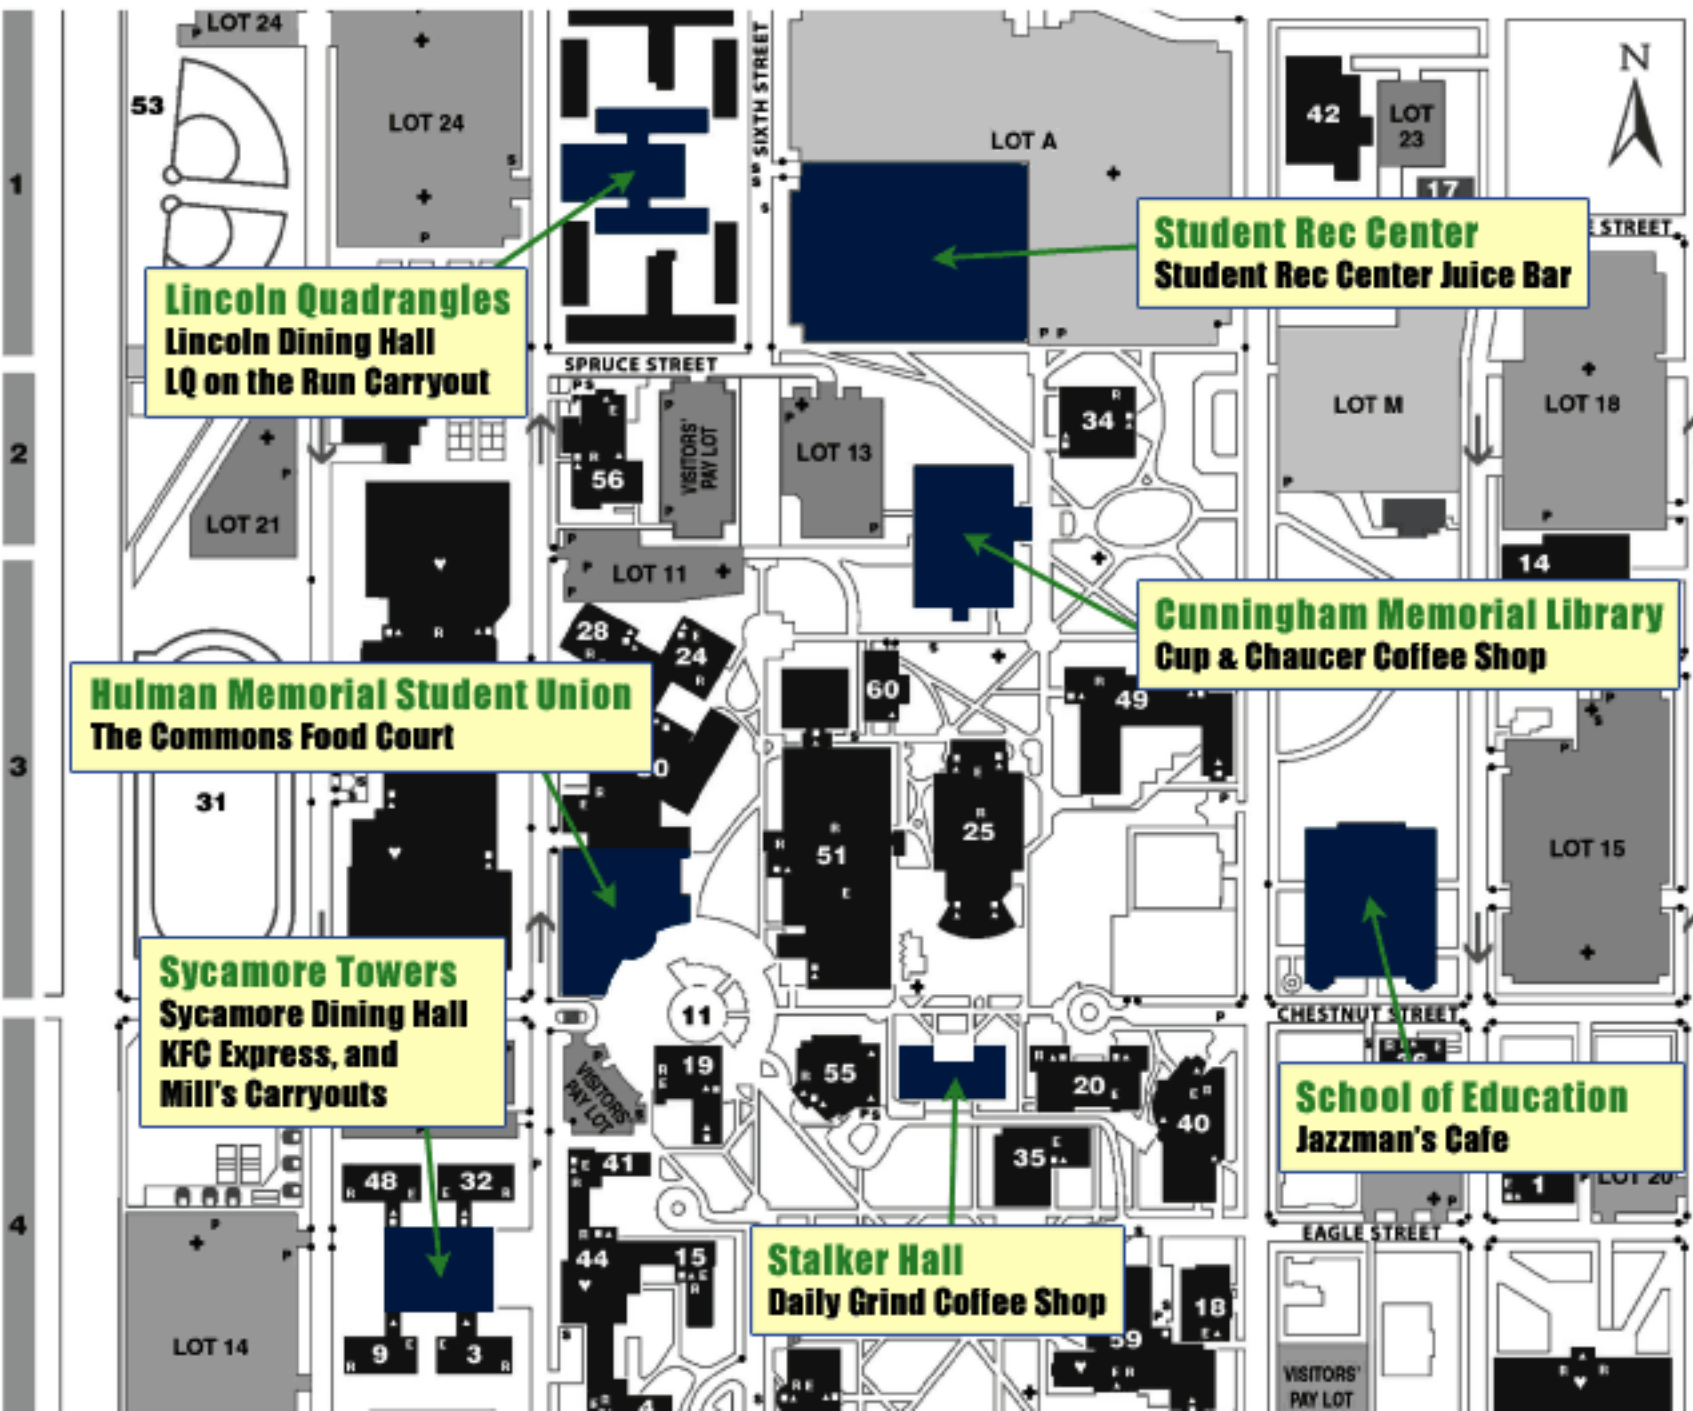 LOT 24
53
LOT 24
SIXTH STREET
LOT A
42
LOT
23
17
N
1
E STREET
Student Rec Center
Student Rec Center Juice Bar
Lincoln Quadrangles
Lincoln Dining Hall
LQ on the Run Carryout
SPRUCE STREET
2
LOT 21
56
VISITORS'
PAY LOT
LOT 13
34
LOT M
LOT 18
LOT 11
14
28
24
Cunningham Memorial Library
Cup & Chaucer Coffee Shop
60
49
Hulman Memorial Student Union
The Commons Food Court
3
31
51
25
LOT 15
Sycamore Towers
Sycamore Dining Hall
KFC Express, and
Mill's Carryouts
11
CHESTNUT STREET
VISITORS'
PAY LOT
19
55
20
40
School of Education
Jazzman's Cafe
35
41
48
32
1
LOT 20
4
EAGLE STREET
Stalker Hall
Daily Grind Coffee Shop
44
15
18
59
LOT 14
9
3
4
VISITORS'
PAY LOT